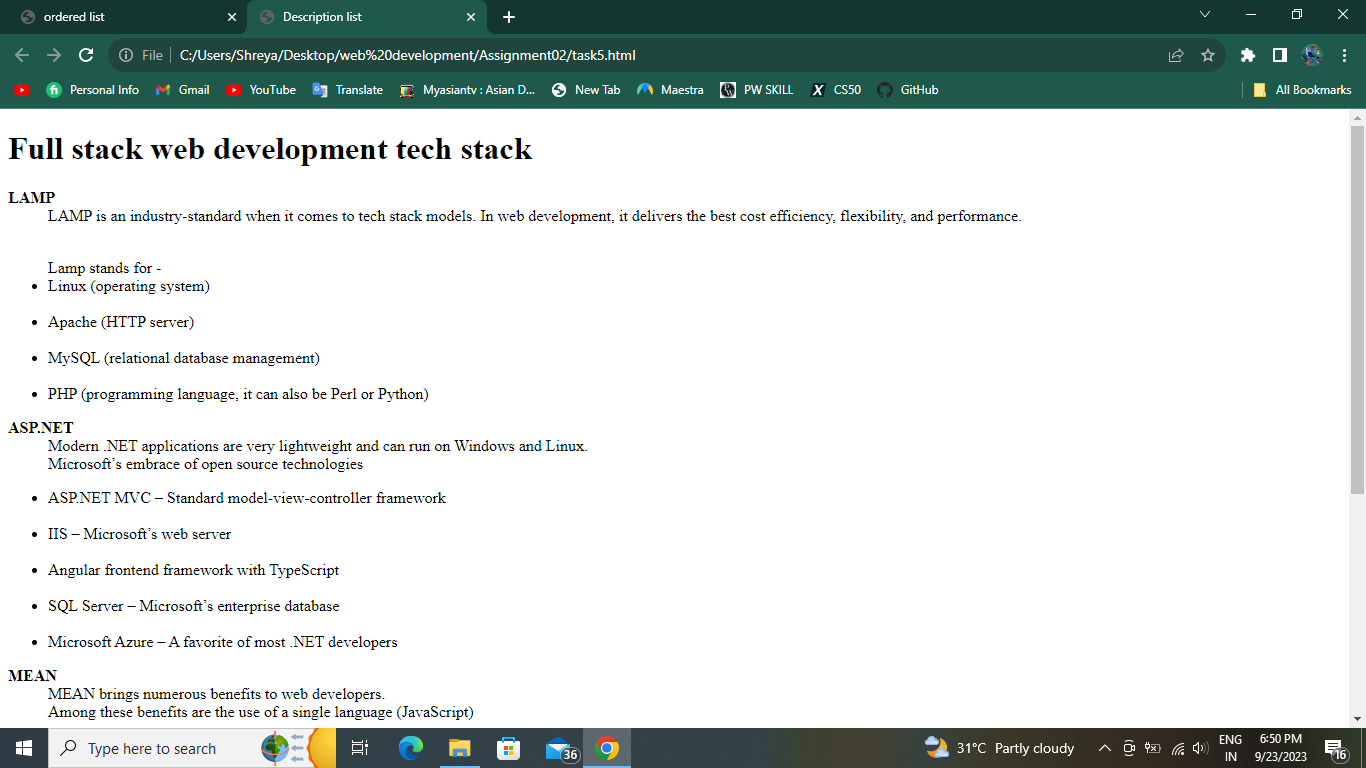 ordered list
Description list
File
C:/Users/Shreya/Desktop/web%20development/Assignment02/task5.html
Personal Info
Gmail
YouTube
Translate
Myasiantv : Asian D...
New Tab
Maestra
PW SKILL
CS50
GitHub
All Bookmarks
Full stack web development tech stack
LAMP
LAMP is an industry-standard when it comes to tech stack models. In web development, it delivers the best cost efficiency, flexibility, and performance.
Lamp stands for -
• Linux (operating system)
• Apache (HTTP server)
• MySQL (relational database management)
• PHP (programming language, it can also be Perl or Python)
ASP.NET
Modern .NET applications are very lightweight and can run on Windows and Linux.
Microsoft’s embrace of open source technologies
• ASP.NET MVC – Standard model-view-controller framework
• IIS – Microsoft’s web server
• Angular frontend framework with TypeScript
• SQL Server – Microsoft’s enterprise database
• Microsoft Azure – A favorite of most .NET developers
MEAN
MEAN brings numerous benefits to web developers.
Among these benefits are the use of a single language (JavaScript)
Type here to search
36
31°C Partly cloudy
ENG
IN
6:50 PM
9/23/2023
16